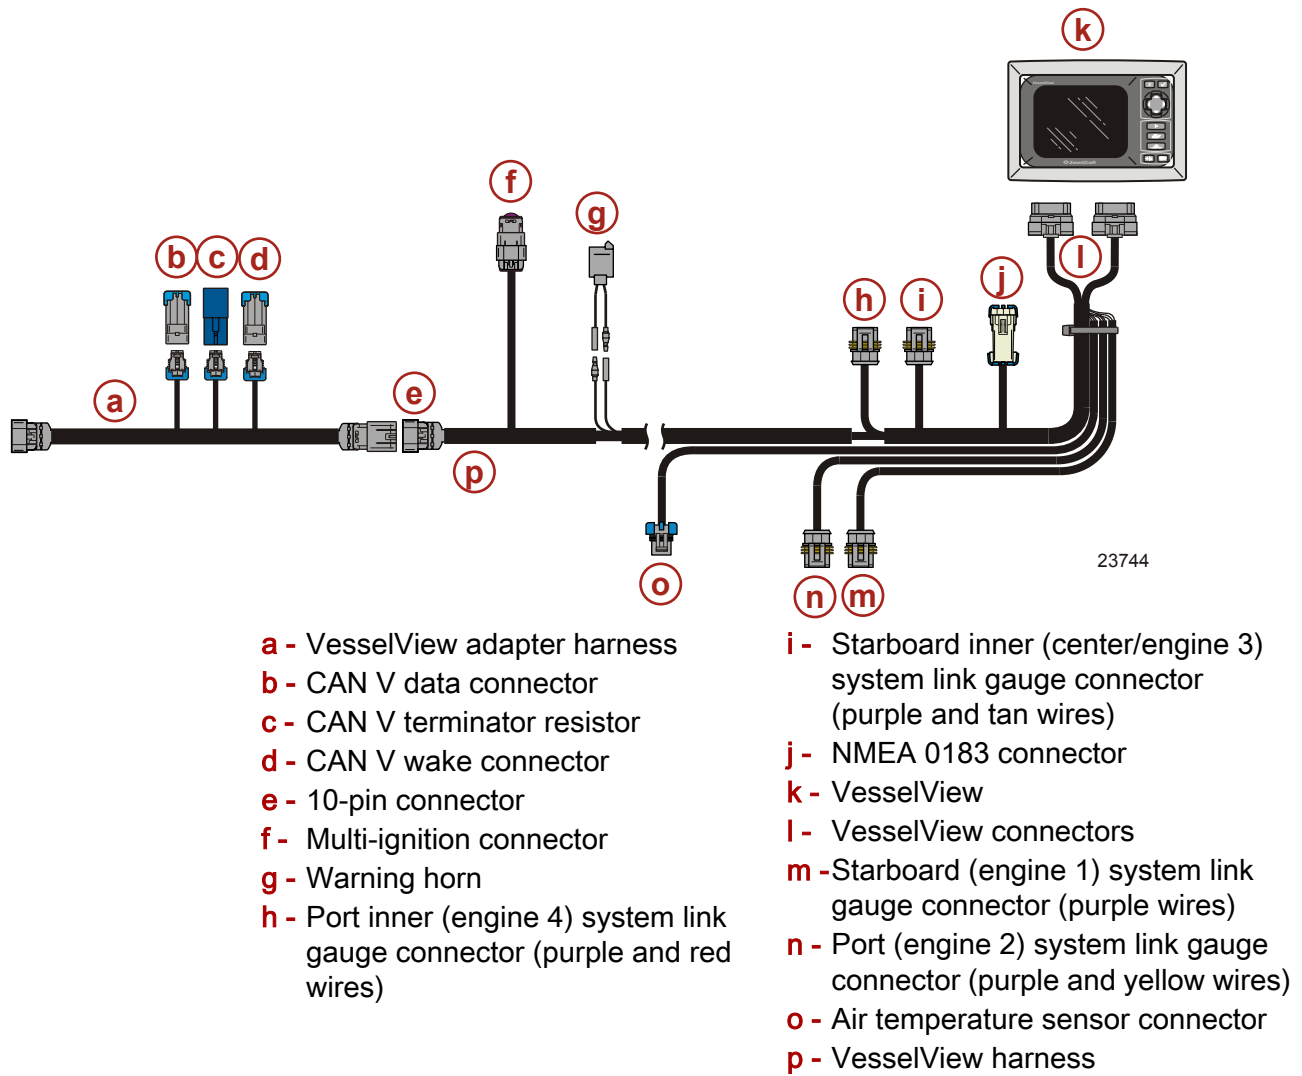 k
f
g
b c d
h i j l
a
e
p
23744
o
n m
a - VesselView adapter harness
b - CAN V data connector
c - CAN V terminator resistor
d - CAN V wake connector
e - 10-pin connector
f - Multi-ignition connector
g - Warning horn
h - Port inner (engine 4) system link
gauge connector (purple and red
wires)
i - Starboard inner (center/engine 3)
system link gauge connector
(purple and tan wires)
j - NMEA 0183 connector
k - VesselView
l - VesselView connectors
m -Starboard (engine 1) system link
gauge connector (purple wires)
n - Port (engine 2) system link gauge
connector (purple and yellow wires)
o - Air temperature sensor connector
p - VesselView harness